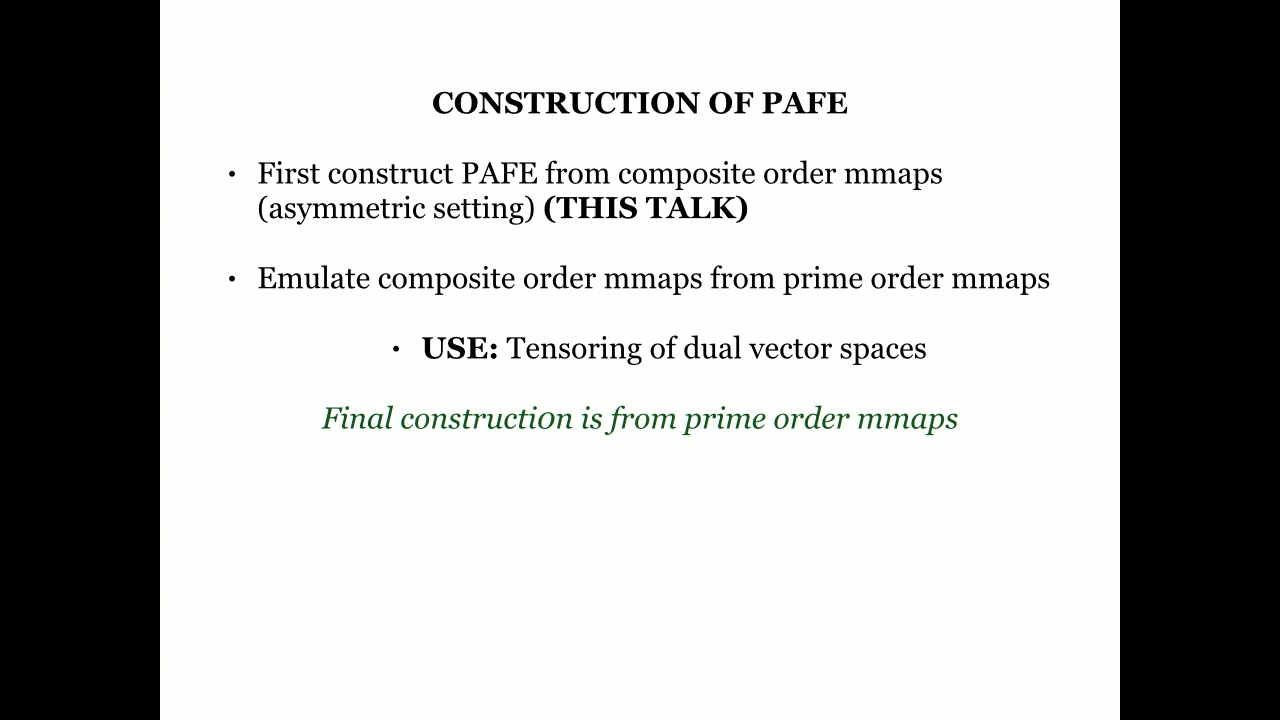 CONSTRUCTION OF PAFE
• First construct PAFE from composite order mmaps
(asymmetric setting) (THIS TALK)
• Emulate composite order mmaps from prime order mmaps
• USE: Tensoring of dual vector spaces
Final construction is from prime order mmaps